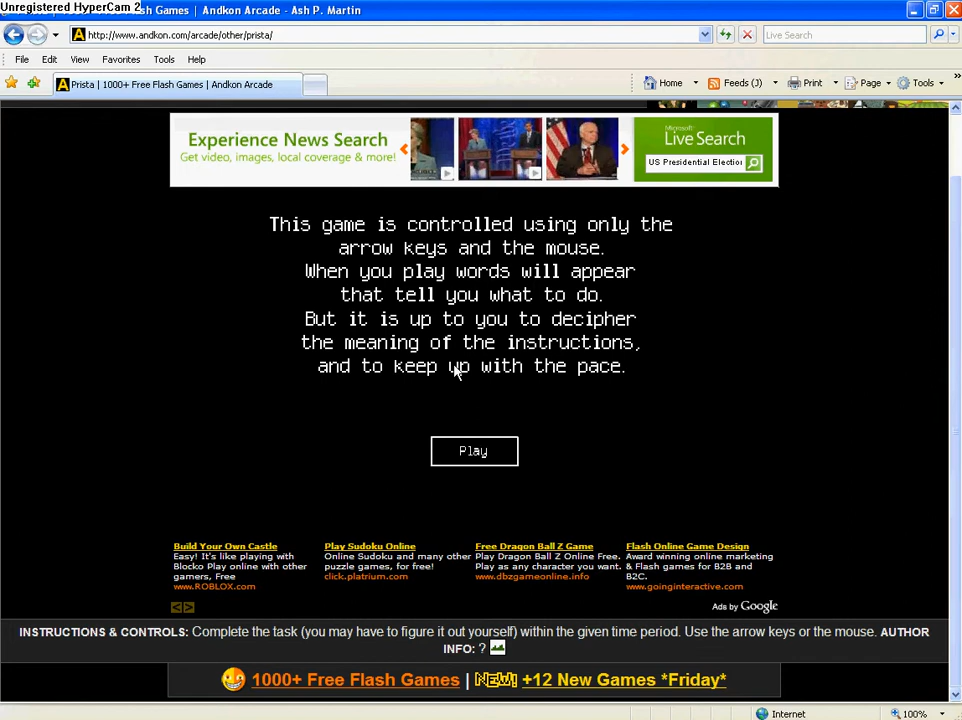 Unregistered HyperCam 2
Flash Games | Andkon Arcade - Ash P. Martin
http://www.andkon.com/arcade/other/prista/
Live Search
File Edit View Favorites Tools Help
Prista | 1000+ Free Flash Games | Andkon Arcade
Home Feeds (J) Print Page Tools
Experience News Search
Get video, images, local coverage & more!
Microsoft
Live Search
US Presidential Election
This game is controlled using only the
arrow keys and the mouse.
When you play words will appear
that tell you what to do.
But it is up to you to decipher
the meaning of the instructions,
and to keep up with the pace.
Play
Build Your Own Castle
Easy! It's like playing with
Blocko Play online with other
gamers, Free
www.ROBLOX.com
Play Sudoku Online
Online Sudoku and many other
puzzle games, for free!
click.platrium.com
Free Dragon Ball Z Game
Play Dragon Ball Z Online Free.
Play as any character you want.
www.dbzgameonline.info
Flash Online Game Design
Award winning online marketing
& Flash games for B2B and
B2C.
www.goinginteractive.com
Ads by Google
INSTRUCTIONS & CONTROLS: Complete the task (you may have to figure it out yourself) within the given time period. Use the arrow keys or the mouse. AUTHOR
INFO: ?
1000+ Free Flash Games | NEW! +12 New Games *Friday*
Internet 100%